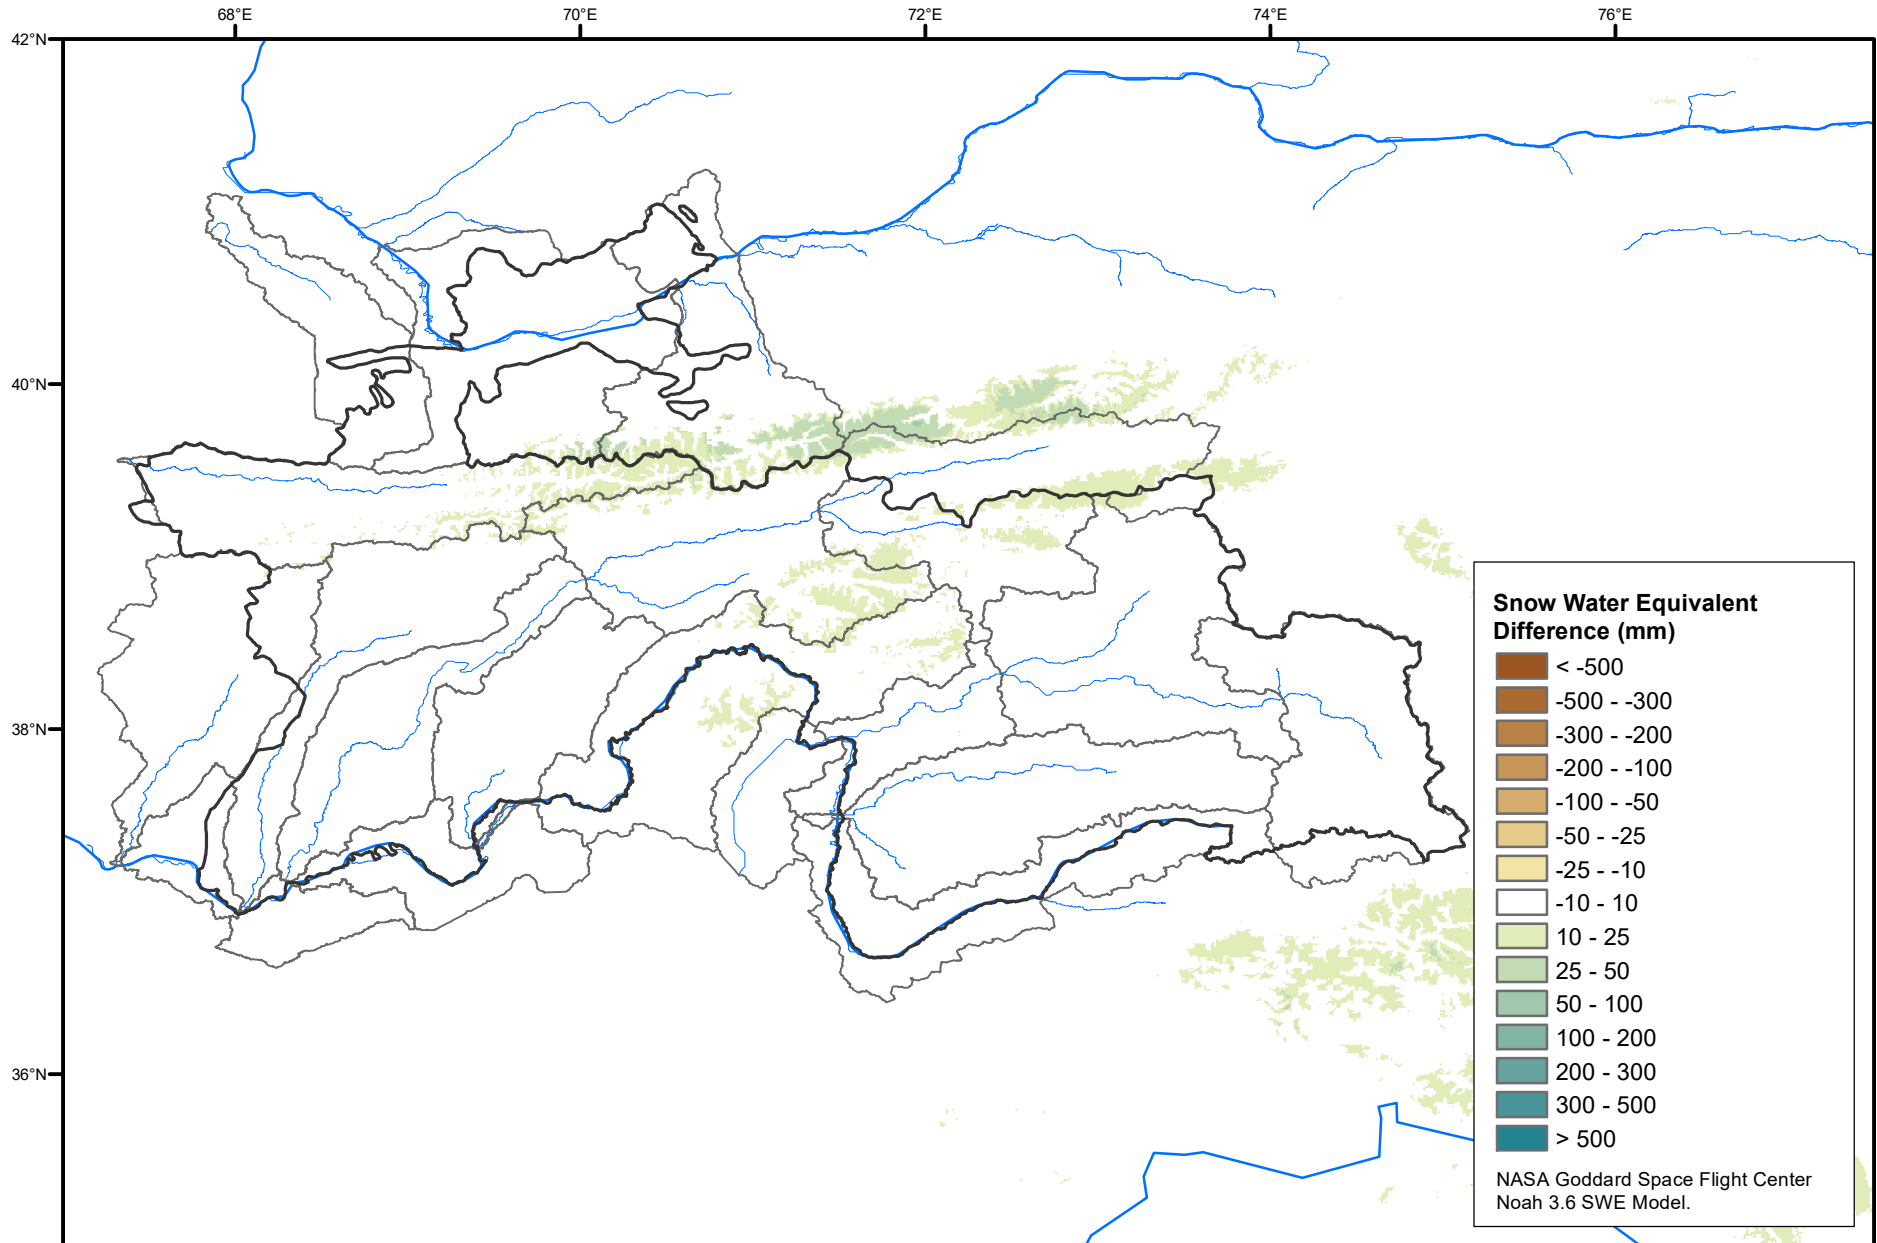 68°E
70°E
72°E
74°E
76°E
42°N
40°N
38°N
36°N
Snow Water Equivalent
Difference (mm)
< -500
-500 - -300
-300 - -200
-200 - -100
-100 - -50
-50 - -25
-25 - -10
-10 - 10
10 - 25
25 - 50
50 - 100
100 - 200
200 - 300
300 - 500
> 500
NASA Goddard Space Flight Center
Noah 3.6 SWE Model.